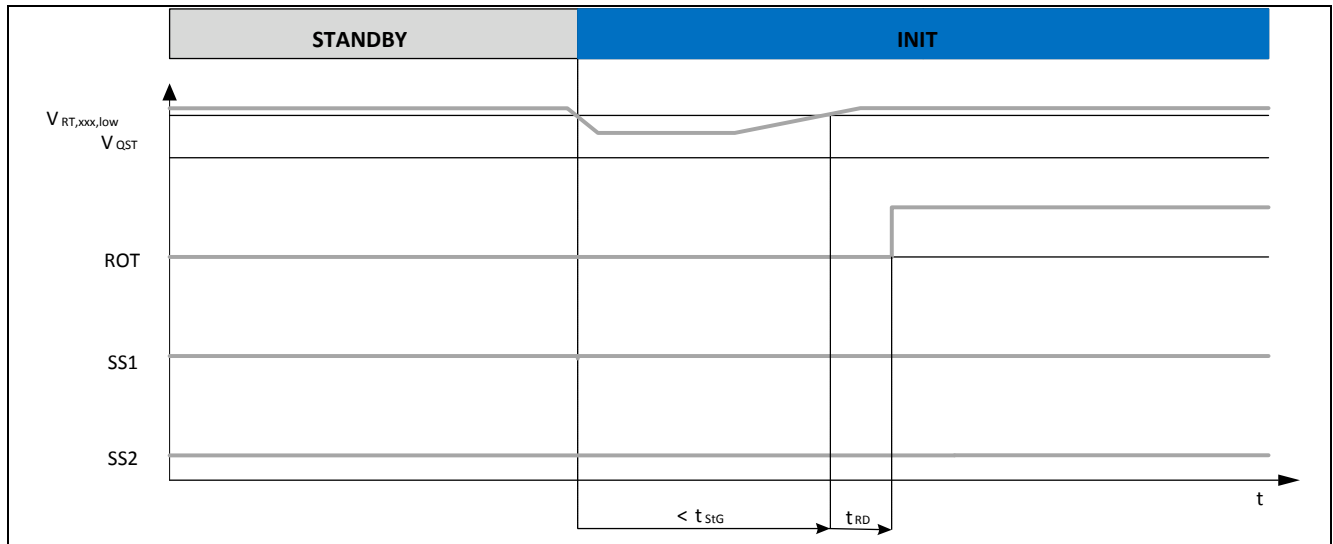 STANDBY INIT
V RT,xxx,low
V QST
ROT
SS1
SS2
t
< t StG t RD